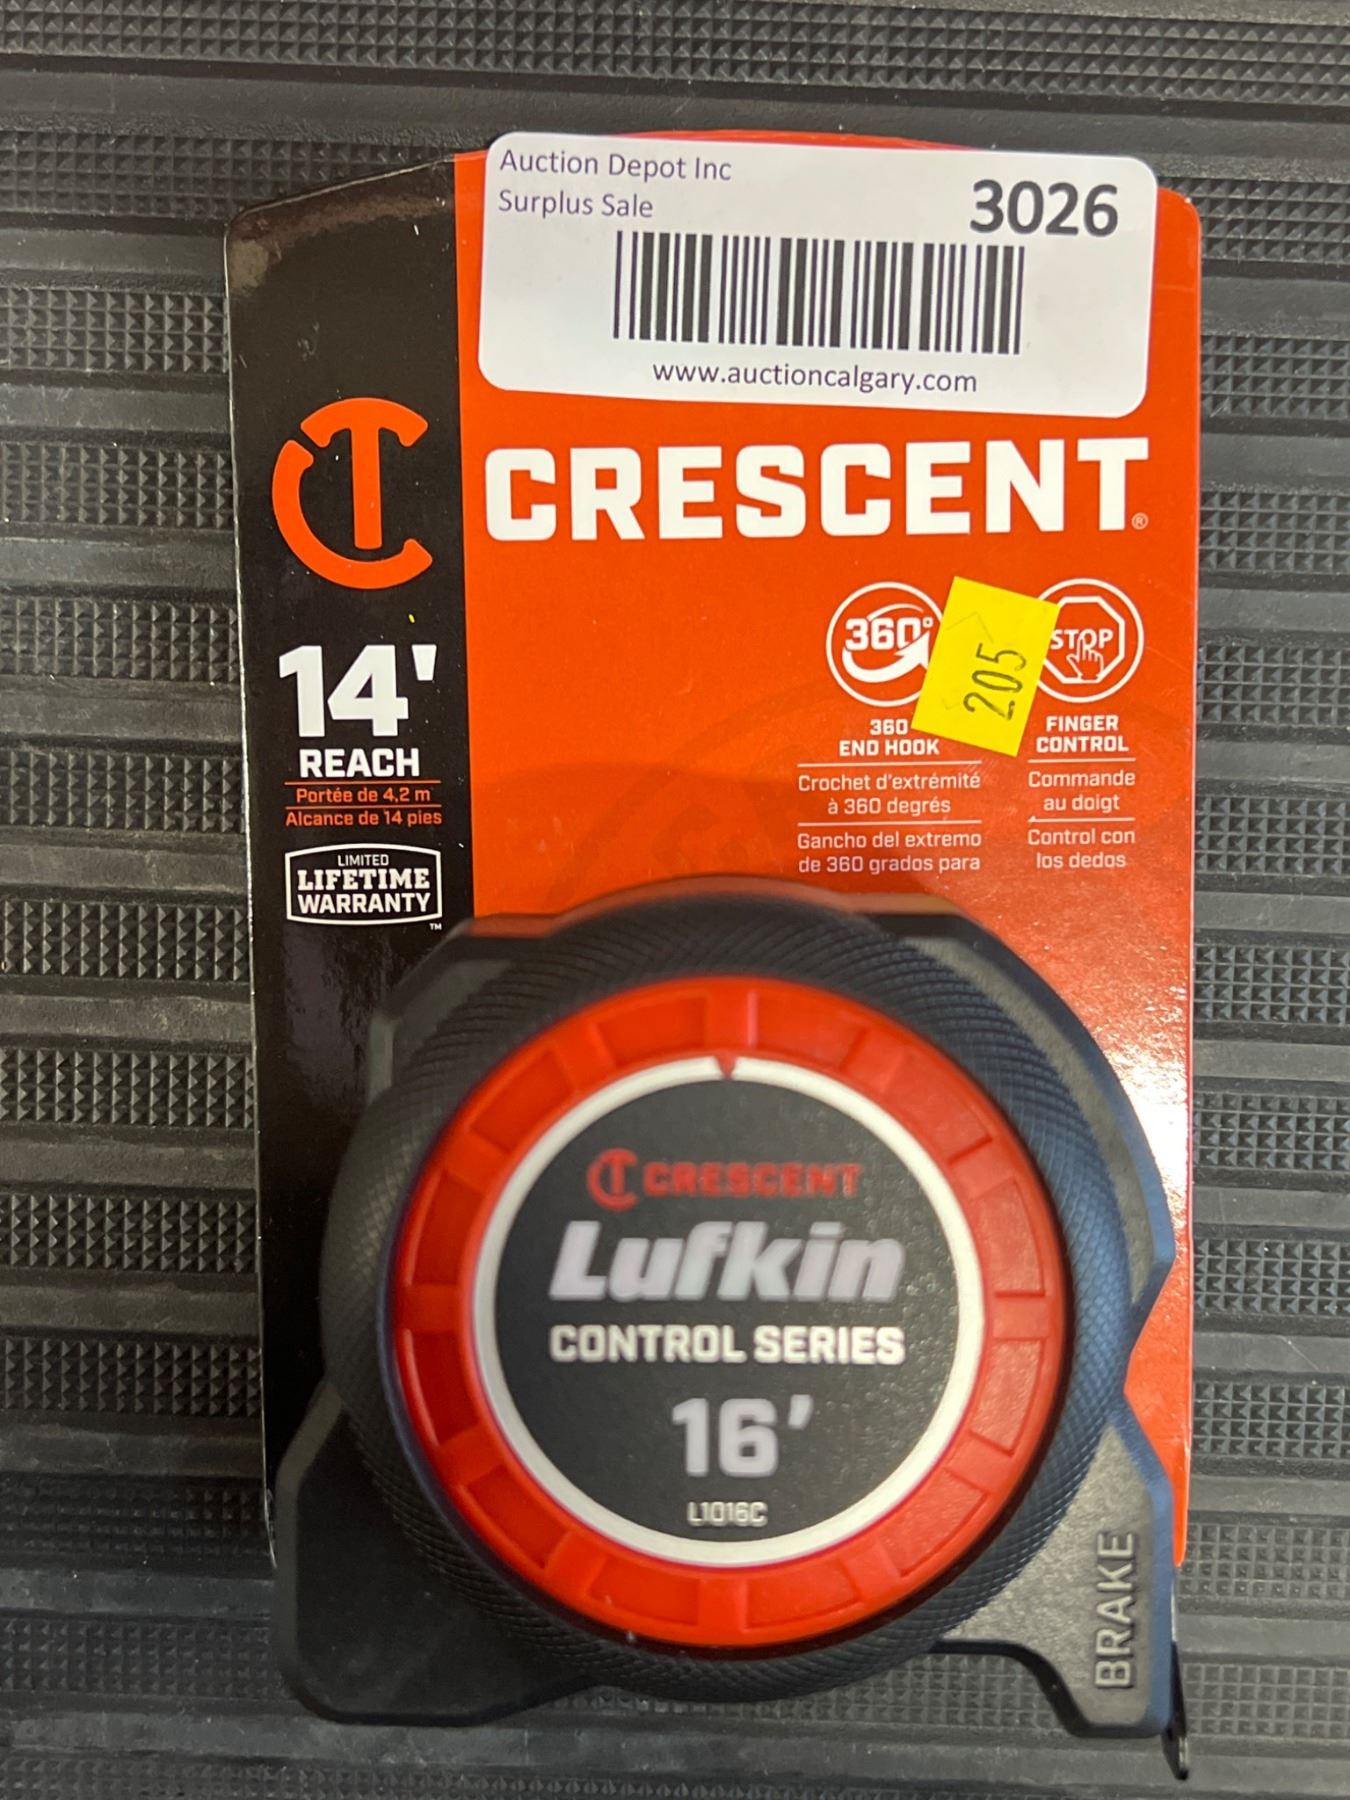 Auction Depot Inc
Surplus Sale
3026
www.auctioncalgary.com
CRESCENT®
14'
REACH
Portée de 4,2 m
Alcance de 14 pies
LIMITED
LIFETIME
WARRANTY™
360°
360
END HOOK
Crochet d'extrémité
à 360 degrés
Gancho del extremo
de 360 grados para
205
STOP
FINGER
CONTROL
Commande
au doigt
Control con
los dedos
CRESCENT
Lufkin
CONTROL SERIES
16'
L1016C
BRAKE